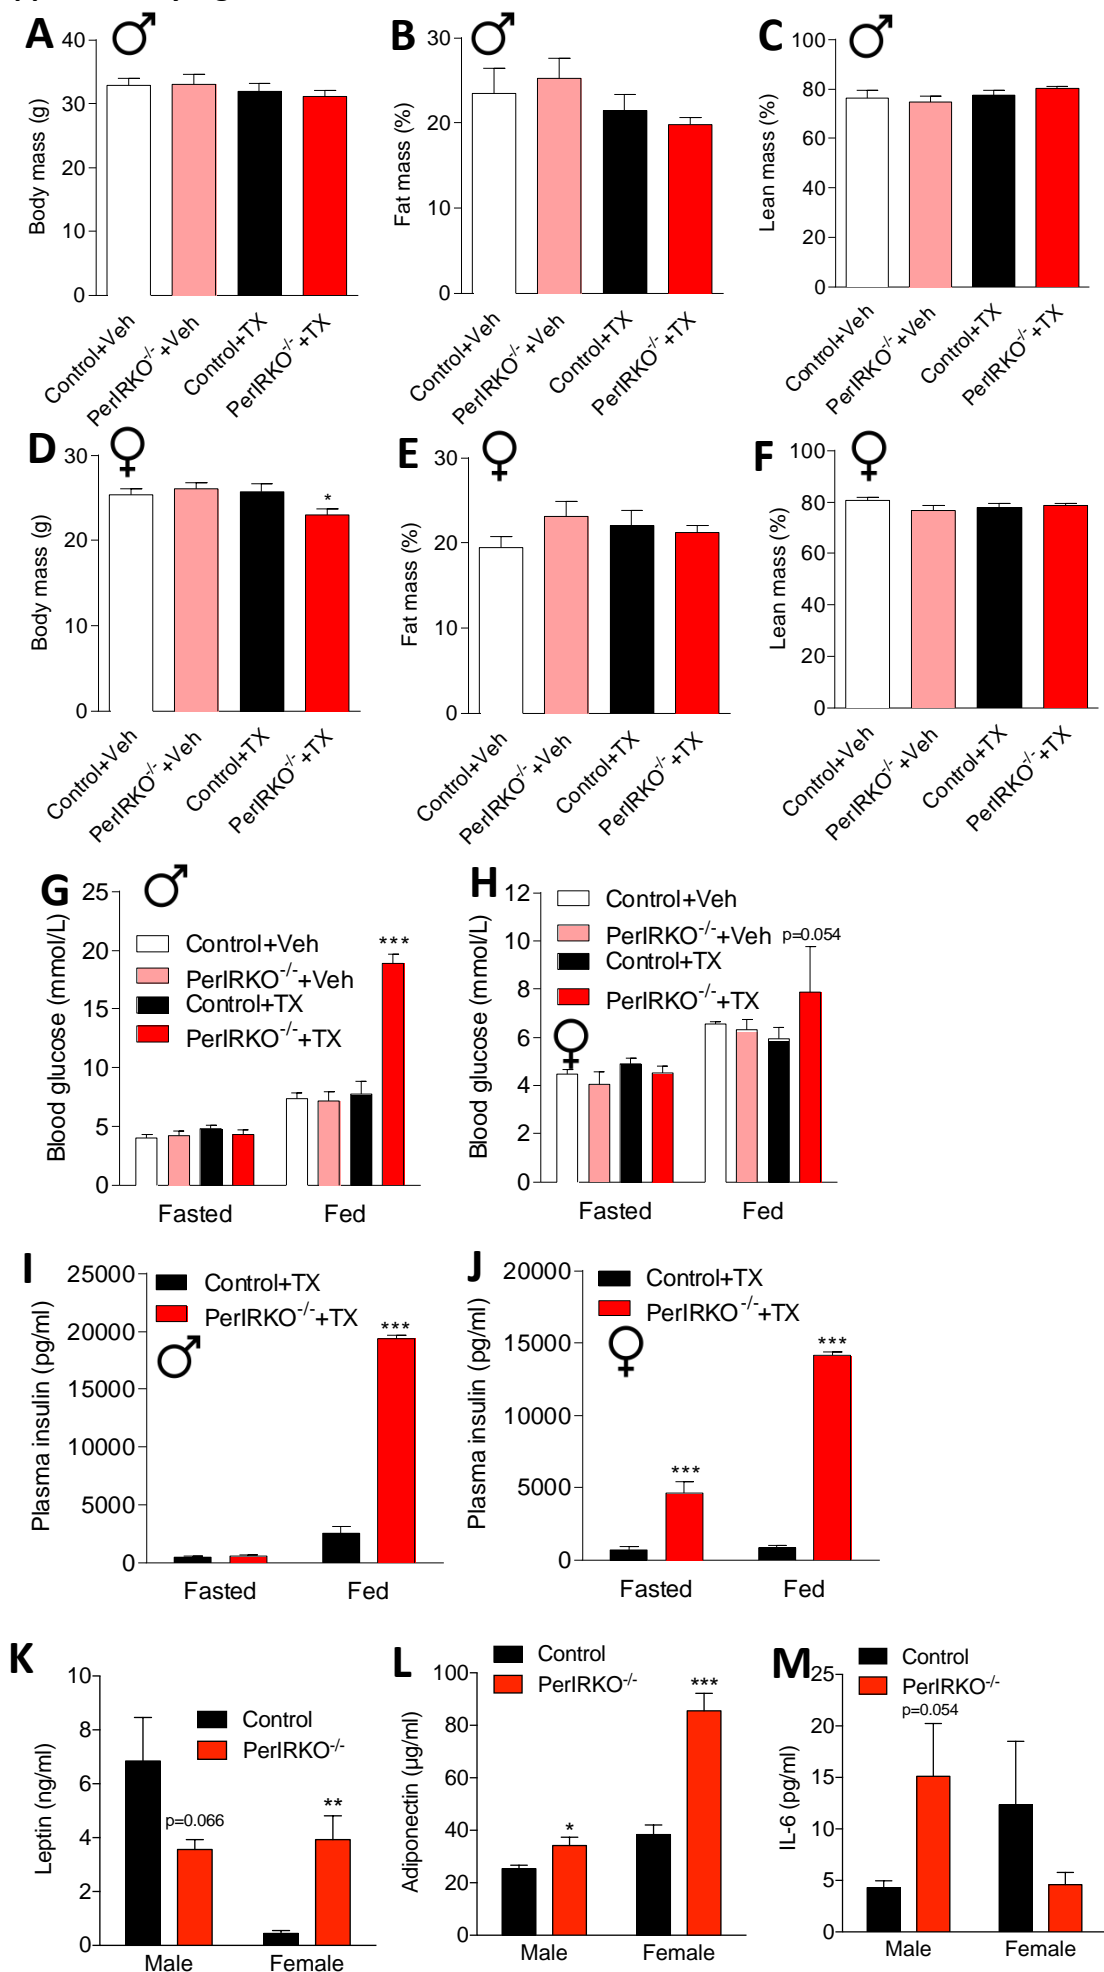 A
Body mass (g)
40
30
20
10
0
Control+Veh
PerIRKO-/-+Veh
Control+TX
PerIRKO-/-+TX
B
Fat mass (%)
30
20
10
0
Control+Veh
PerIRKO-/-+Veh
Control+TX
PerIRKO-/-+TX
C
Lean mass (%)
100
80
60
40
20
0
Control+Veh
PerIRKO-/-+Veh
Control+TX
PerIRKO-/-+TX
D
Body mass (g)
30
20
10
0
*
Control+Veh
PerIRKO-/-+Veh
Control+TX
PerIRKO-/-+TX
E
Fat mass (%)
30
20
10
0
Control+Veh
PerIRKO-/-+Veh
Control+TX
PerIRKO-/-+TX
F
Lean mass (%)
100
80
60
40
20
0
Control+Veh
PerIRKO-/-+Veh
Control+TX
PerIRKO-/-+TX
G
Blood glucose (mmol/L)
25
20
15
10
5
0
Control+Veh
PerIRKO-/-+Veh
Control+TX
PerIRKO-/-+TX
***
Fasted
Fed
H
Blood glucose (mmol/L)
12
10
8
6
4
2
0
Control+Veh
PerIRKO-/-+Veh
Control+TX
PerIRKO-/-+TX
p=0.054
Fasted
Fed
I
Plasma insulin (pg/ml)
25000
20000
15000
10000
5000
0
Control+TX
PerIRKO-/-+TX
***
Fasted
Fed
J
Plasma insulin (pg/ml)
20000
15000
10000
5000
0
Control+TX
PerIRKO-/-+TX
***
***
Fasted
Fed
K
Leptin (ng/ml)
10
8
6
4
2
0
Control
PerIRKO-/-
p=0.066
**
Male
Female
L
Adiponectin (µg/ml)
100
80
60
40
20
0
Control
PerIRKO-/-
*
***
Male
Female
M
IL-6 (pg/ml)
25
20
15
10
5
0
Control
PerIRKO-/-
p=0.054
Male
Female